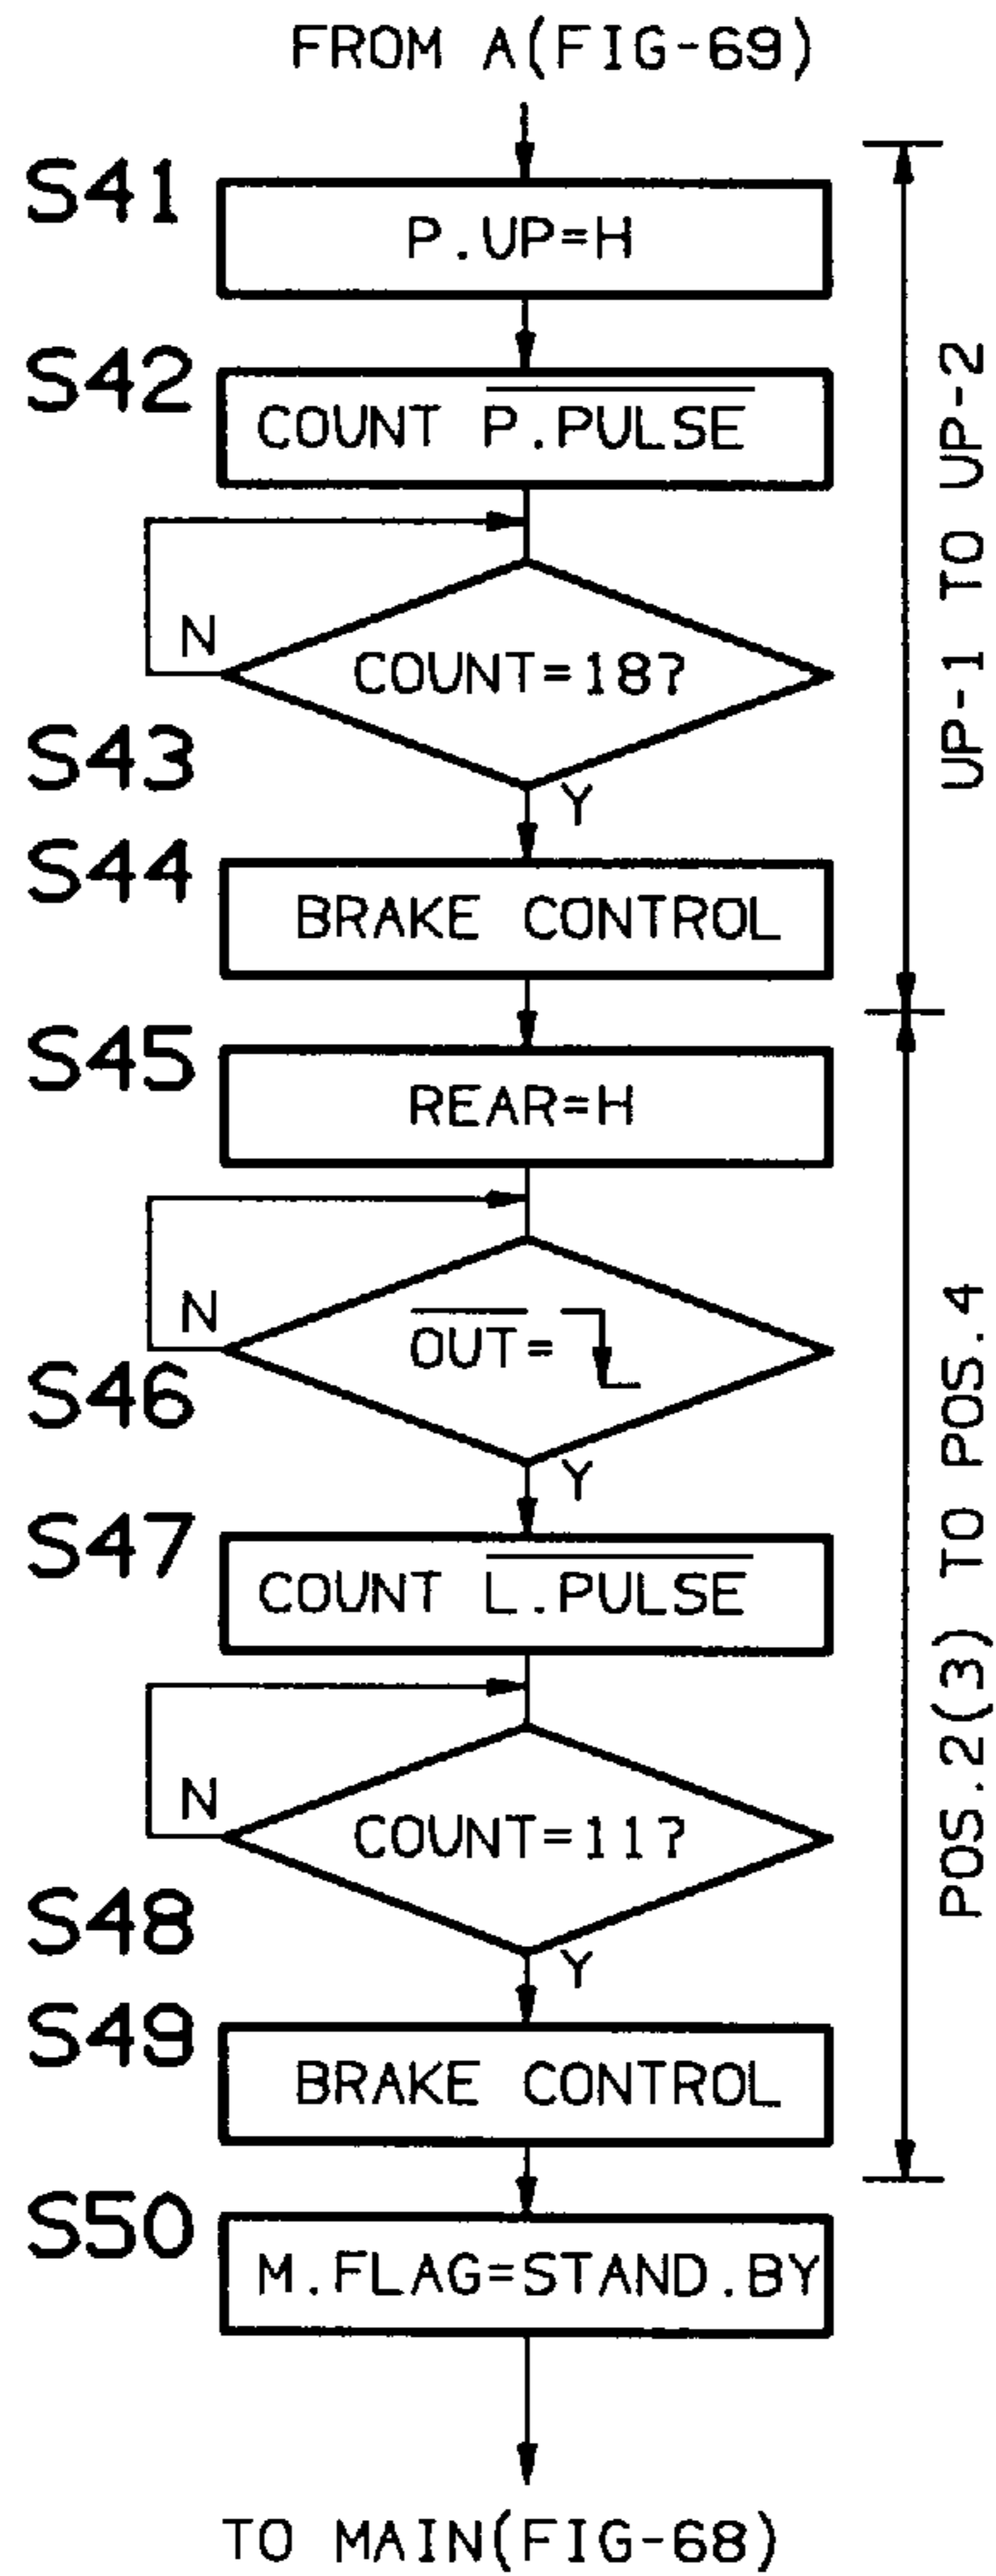 FROM A(FIG-69)
S41
P.UP=H
S42
COUNT P.PULSE
N
COUNT=18?
S43
Y
S44
BRAKE CONTROL
UP-1 TO UP-2
S45
REAR=H
N
OUT=
S46
Y
S47
COUNT L.PULSE
N
COUNT=11?
S48
Y
S49
BRAKE CONTROL
POS.2(3) TO POS.4
S50
M.FLAG=STAND.BY
TO MAIN(FIG-68)